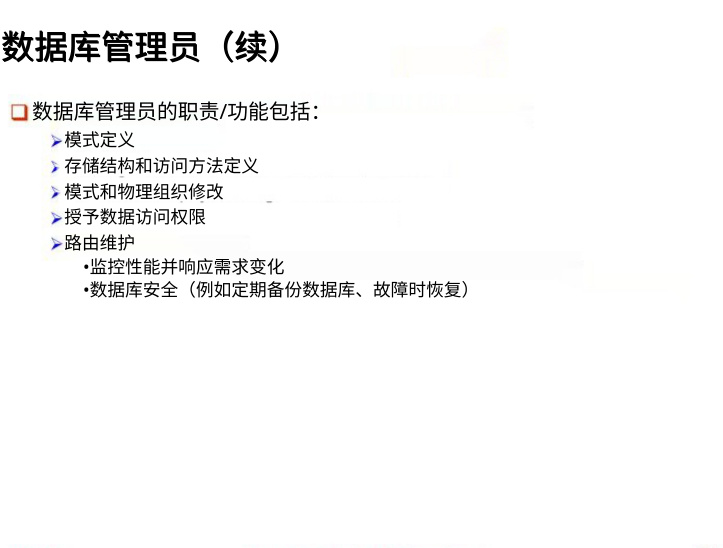 数据库管理员（续）
数据库管理员的职责/功能包括：
模式定义
存储结构和访问方法定义
模式和物理组织修改
授予数据访问权限
路由维护
•监控性能并响应需求变化
•数据库安全（例如定期备份数据库、故障时恢复）